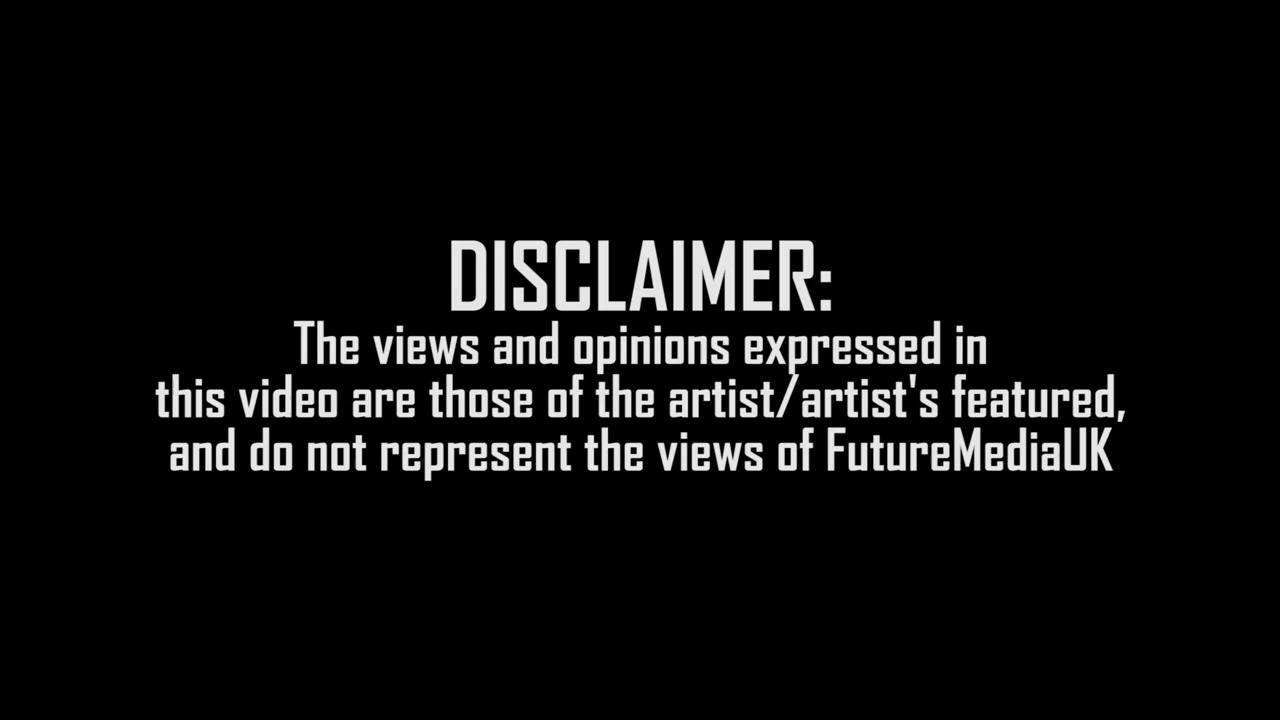 DISCLAIMER:
The views and opinions expressed in
this video are those of the artist/artist's featured,
and do not represent the views of FutureMediaUK